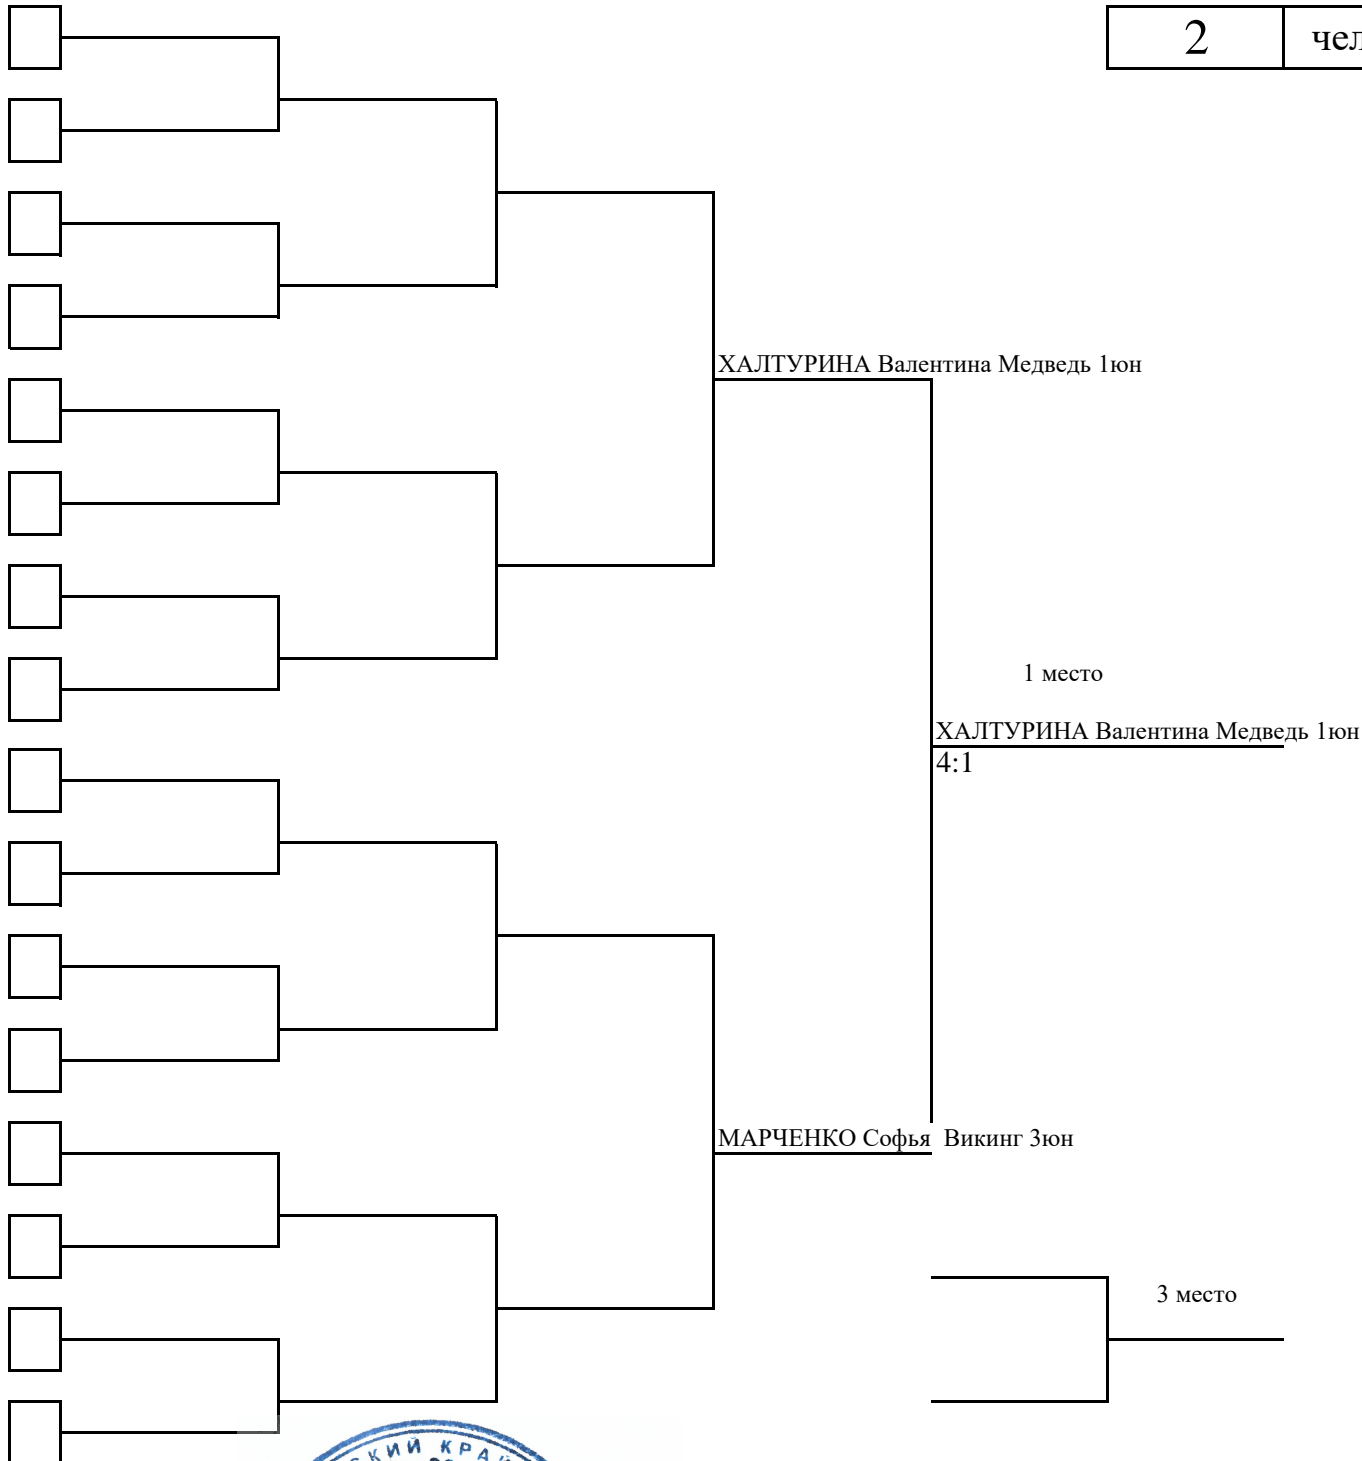 2 чел
ХАЛТУРИНА Валентина Медведь 1юн
1 место
ХАЛТУРИНА Валентина Медведь 1юн
4:1
МАРЧЕНКО Софья  Викинг 3юн
3 место